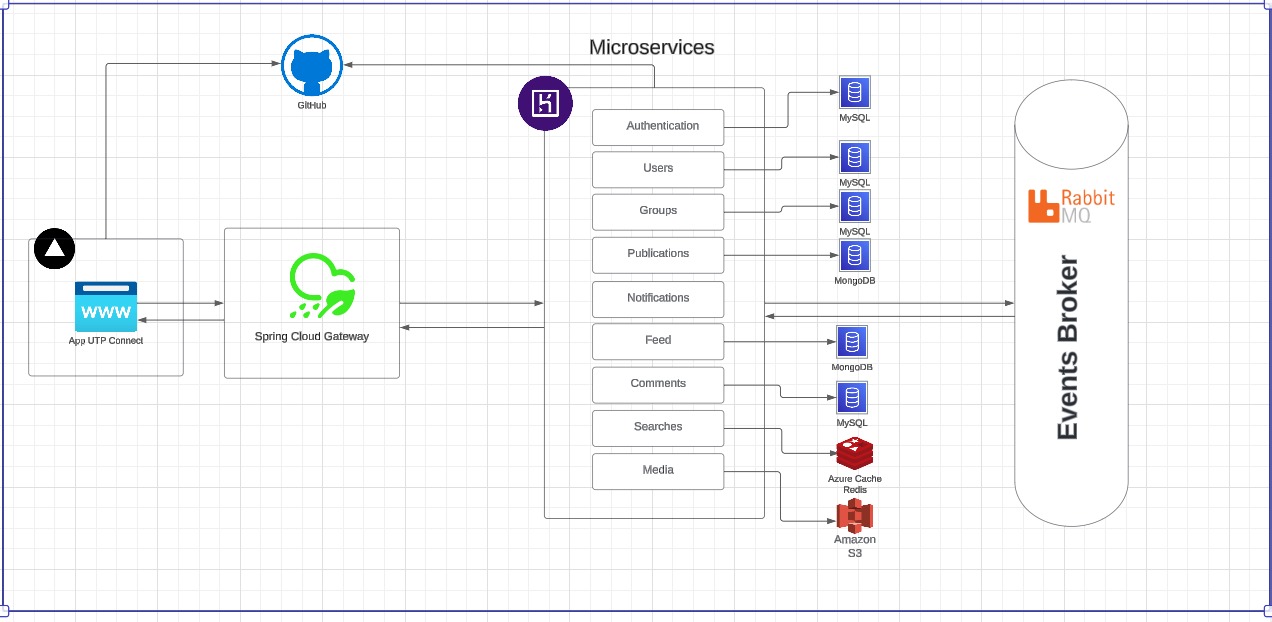 Microservices
GitHub
Authentication
MySQL
Users
MySQL
Groups
MySQL
Publications
MongoDB
Notifications
Feed
MongoDB
Comments
MySQL
Searches
Azure Cache
Redis
Media
Amazon
S3
WWW
App UTP Connect
Spring Cloud Gateway
Rabbit
MQ
Events Broker